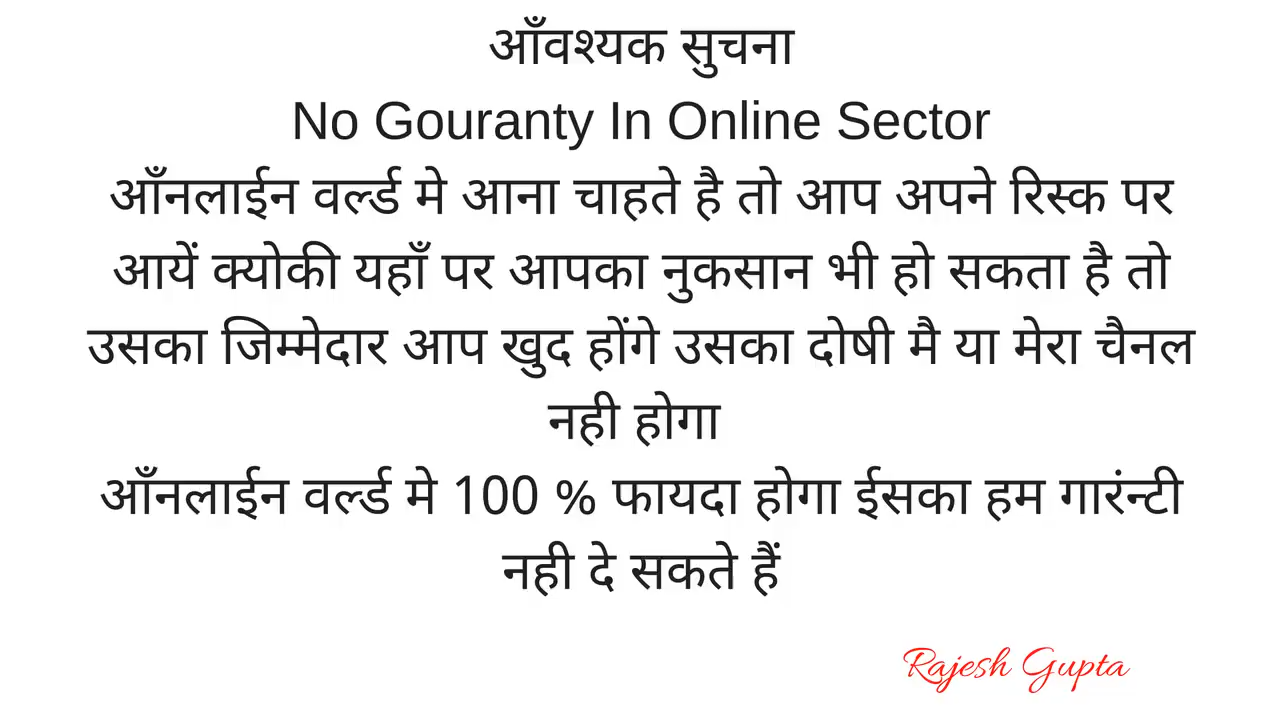 आँवश्यक सुचना
No Gouranty In Online Sector
आँनलाईन वर्ल्ड मे आना चाहते है तो आप अपने रिस्क पर
आयें क्योकी यहाँ पर आपका नुकसान भी हो सकता है तो
उसका जिम्मेदार आप खुद होंगे उसका दोषी मै या मेरा चैनल
नही होगा
आँनलाईन वर्ल्ड मे 100 % फायदा होगा ईसका हम गारंन्टी
नही दे सकते हैं
Rajesh Gupta